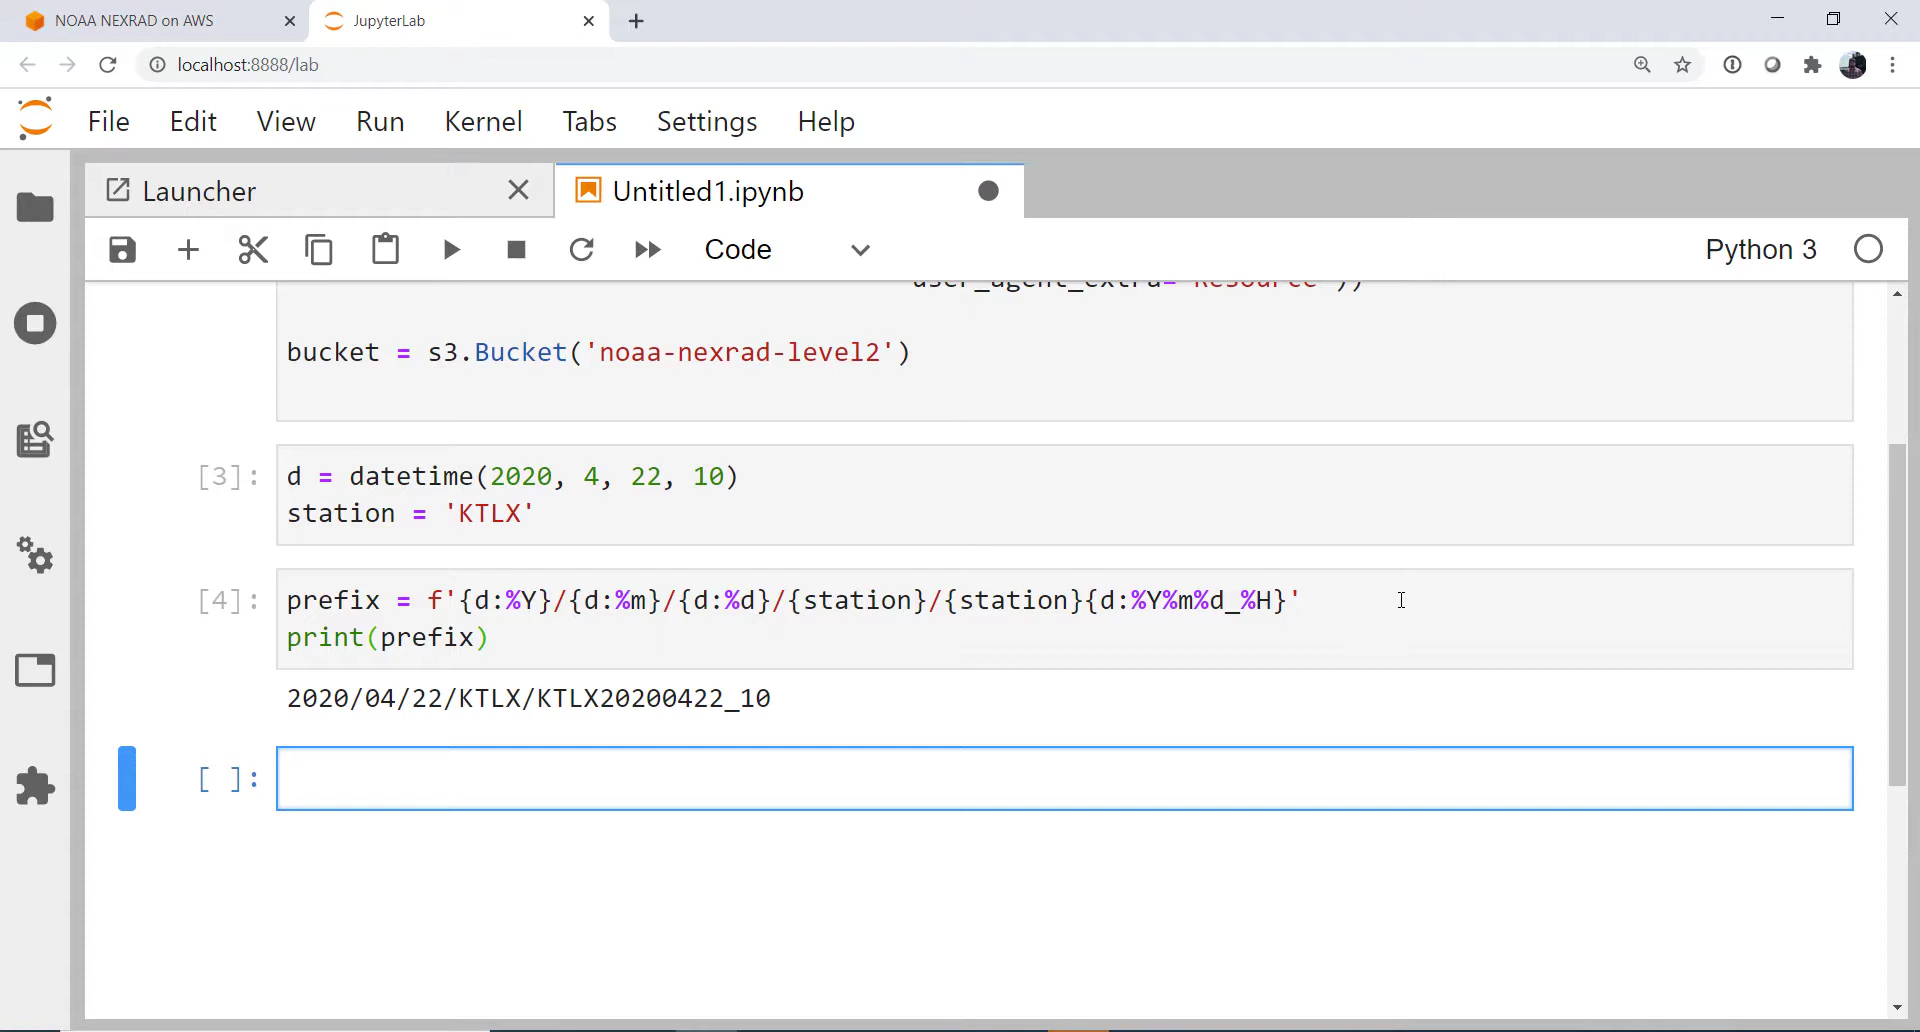 NOAA NEXRAD on AWS
JupyterLab
localhost:8888/lab
File Edit View Run Kernel Tabs Settings Help
Launcher
Untitled1.ipynb
Code
Python 3
user_agent_extra='Resource'))
bucket = s3.Bucket('noaa-nexrad-level2')
[3]:
d = datetime(2020, 4, 22, 10)
station = 'KTLX'
[4]:
prefix = f'{d:%Y}/{d:%m}/{d:%d}/{station}/{station}{d:%Y%m%d_%H}'
print(prefix)
2020/04/22/KTLX/KTLX20200422_10
[ ]: